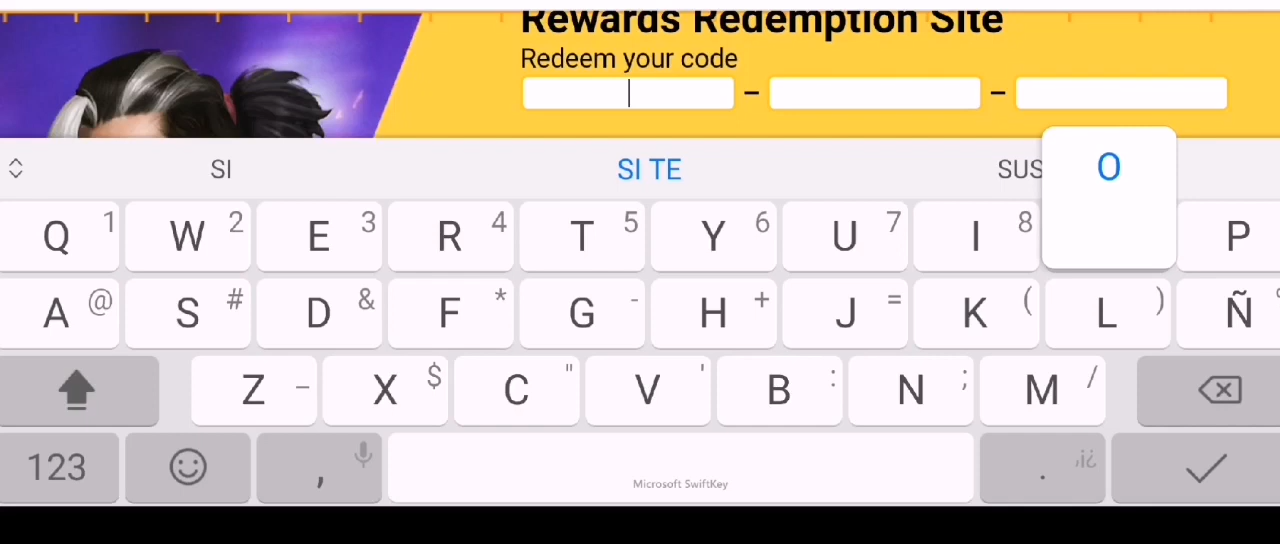 Rewards Redemption Site
Redeem your code
– –
SI SI TE SUS
O
Q 1 W 2 E 3 R 4 T 5 Y 6 U 7 I 8 P
A @ S # D & F * G - H + J = K ( L ) Ñ
Z _ X $ C " V ' B : N ; M /
123 , . ,¡¿
Microsoft SwiftKey